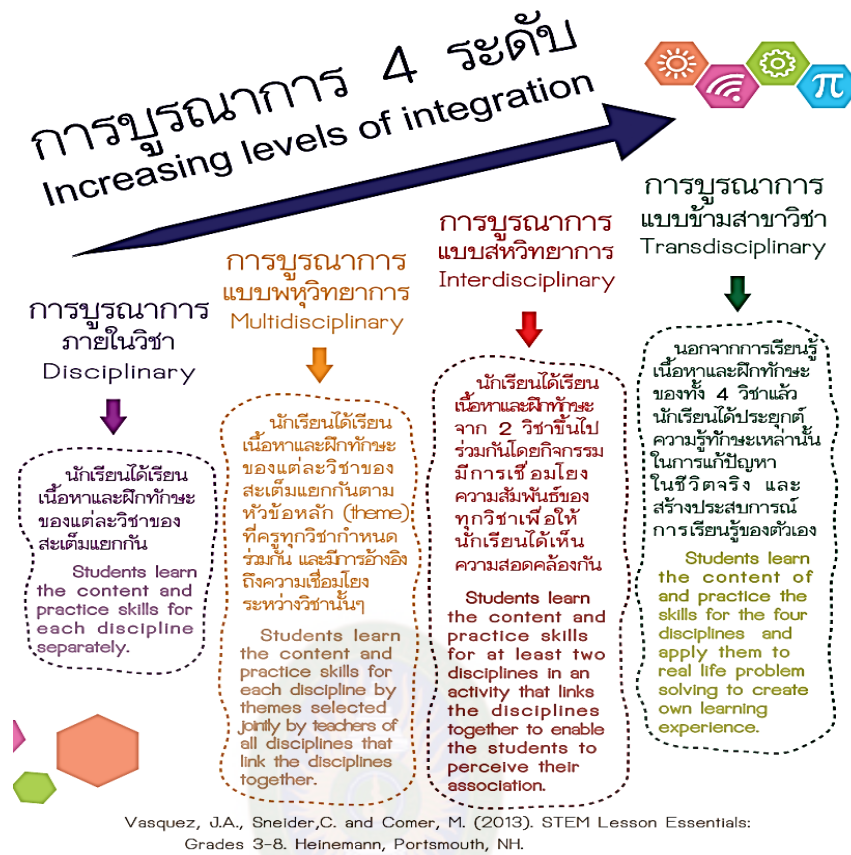 การบูรณาการ 4 ระดับ
Increasing levels of integration
π
การบูรณาการ
ภายในวิชา
Disciplinary
นักเรียนได้เรียน
เนื้อหาและฝึกทักษะ
ของแต่ละวิชาของ
สะเต็มแยกกัน
Students learn
the content and
practice skills for
each discipline
separately.
การบูรณาการ
แบบพหุวิทยาการ
Multidisciplinary
นักเรียนได้เรียน
เนื้อหาและฝึกทักษะ
ของแต่ละวิชาของ
สะเต็มแยกกันตาม
หัวข้อหลัก (theme)
ที่ครูทุกวิชากำหนด
ร่วมกัน และมีการอ้างอิง
ถึงความเชื่อมโยง
ระหว่างวิชานั้นๆ
Students learn
the content and
practice skills for
each discipline by
themes selected
jointly by teachers of
all disciplines that
link the disciplines
together.
การบูรณาการ
แบบสหวิทยาการ
Interdisciplinary
นักเรียนได้เรียน
เนื้อหาและฝึกทักษะ
จาก 2 วิชาขึ้นไป
ร่วมกันโดยกิจกรรม
มีการเชื่อมโยง
ความสัมพันธ์ของ
ทุกวิชาเพื่อให้
นักเรียนได้เห็น
ความสอดคล้องกัน
Students learn
the content and
practice skills
for at least two
disciplines in an
activity that links
the disciplines
together to enable
the students to
perceive their
association.
การบูรณาการ
แบบข้ามสาขาวิชา
Transdisciplinary
นอกจากการเรียนรู้
เนื้อหาและฝึกทักษะ
ของทั้ง 4 วิชาแล้ว
นักเรียนได้ประยุกต์
ความรู้ทักษะเหล่านั้น
ในการแก้ปัญหา
ในชีวิตจริง และ
สร้างประสบการณ์
การเรียนรู้ของตัวเอง
Students learn
the content of
and practice the
skills for the four
disciplines and
apply them to
real life problem
solving to create
own learning
experience.
Vasquez, J.A., Sneider,C. and Comer, M. (2013). STEM Lesson Essentials:
Grades 3-8. Heinemann, Portsmouth, NH.